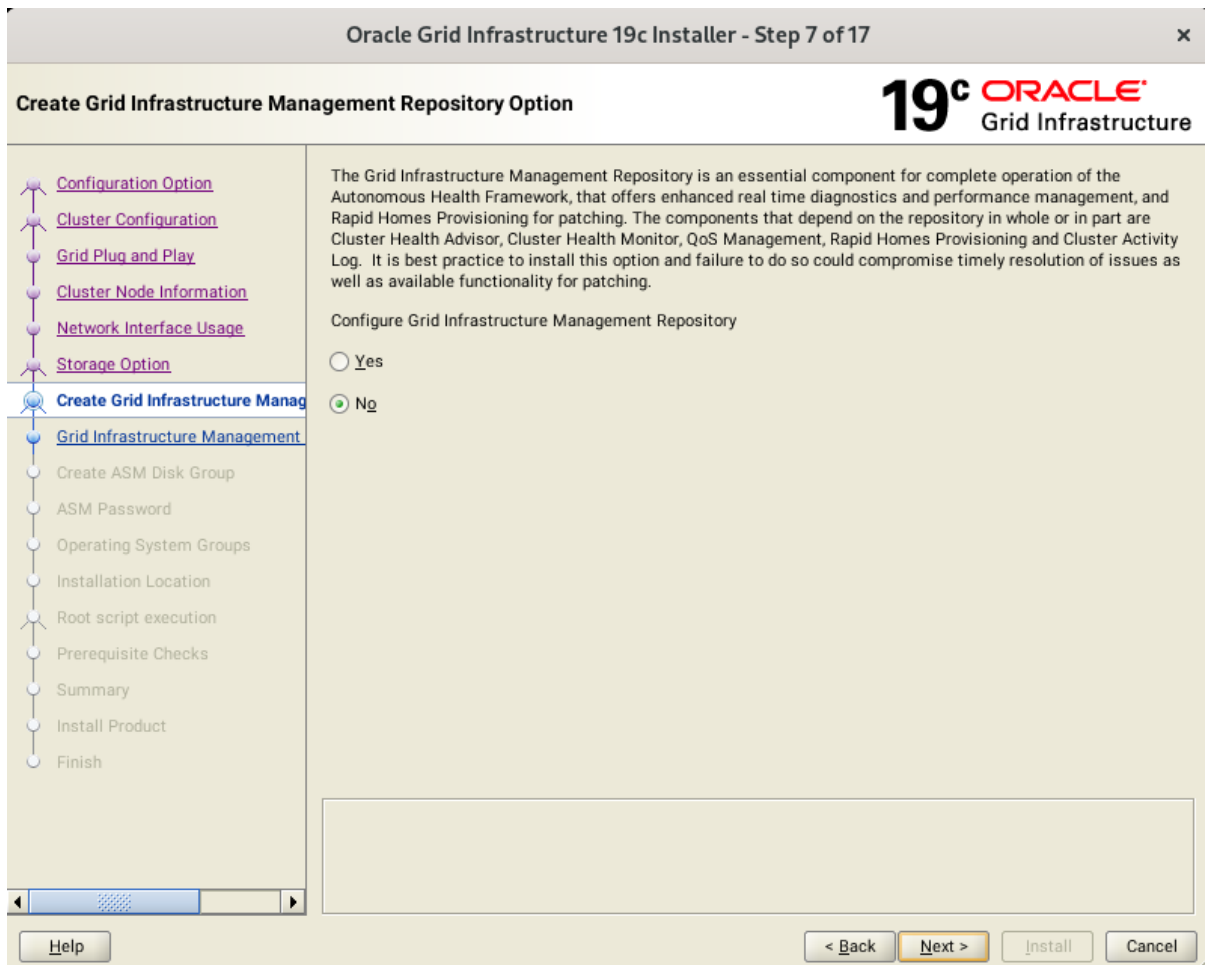 Oracle Grid Infrastructure 19c Installer - Step 7 of 17
Create Grid Infrastructure Management Repository Option
19c ORACLE
Grid Infrastructure
Configuration Option
Cluster Configuration
Grid Plug and Play
Cluster Node Information
Network Interface Usage
Storage Option
Create Grid Infrastructure Manag
Grid Infrastructure Management
Create ASM Disk Group
ASM Password
Operating System Groups
Installation Location
Root script execution
Prerequisite Checks
Summary
Install Product
Finish
The Grid Infrastructure Management Repository is an essential component for complete operation of the
Autonomous Health Framework, that offers enhanced real time diagnostics and performance management, and
Rapid Homes Provisioning for patching. The components that depend on the repository in whole or in part are
Cluster Health Advisor, Cluster Health Monitor, QoS Management, Rapid Homes Provisioning and Cluster Activity
Log. It is best practice to install this option and failure to do so could compromise timely resolution of issues as
well as available functionality for patching.
Configure Grid Infrastructure Management Repository
Yes
No
Help
< Back
Next >
Install
Cancel